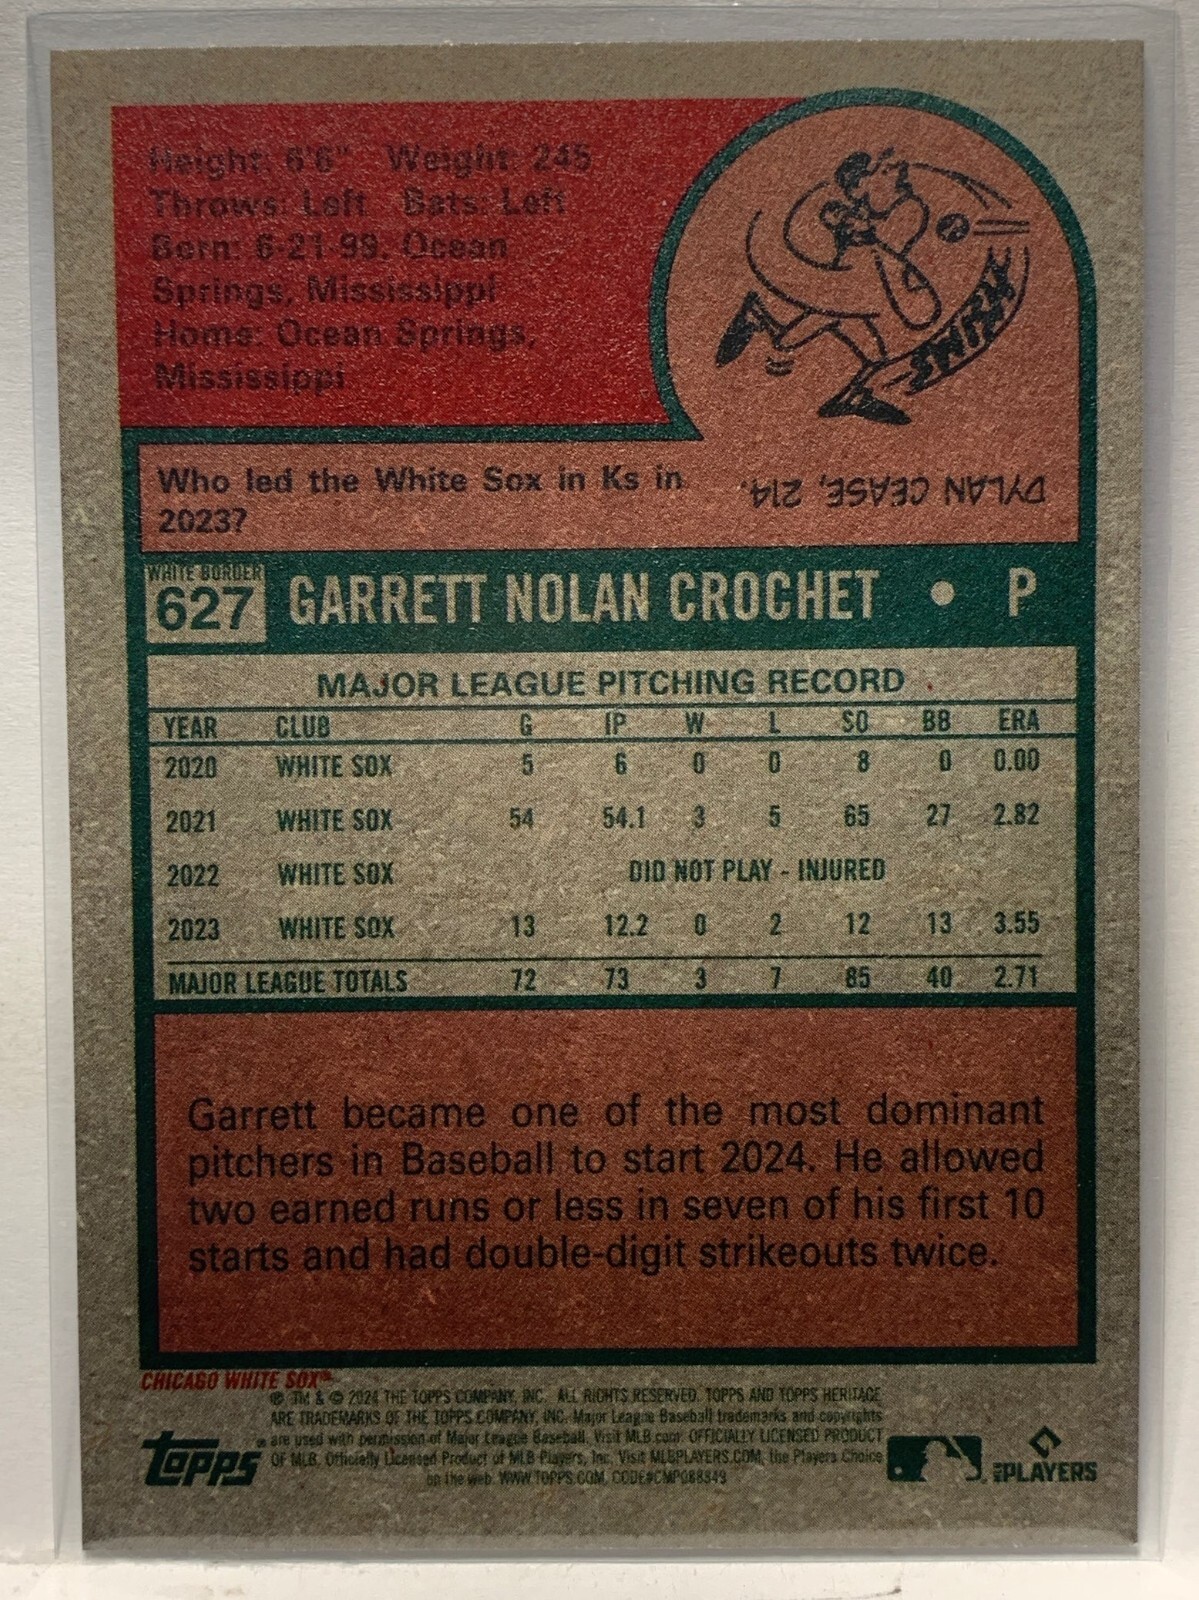 Height: 6'6" Weight: 245
Throws: Left Bats: Left
Born: 6-21-99, Ocean
Springs, Mississippi
Home: Ocean Springs,
Mississippi
SWISH!
Who led the White Sox in Ks in
2023?
DYLAN CEASE, 214.
WHITE BORDER
627 GARRETT NOLAN CROCHET • P
MAJOR LEAGUE PITCHING RECORD
YEAR CLUB G IP W L SO BB ERA
2020 WHITE SOX 5 6 0 0 8 0 0.00
2021 WHITE SOX 54 54.1 3 5 65 27 2.82
2022 WHITE SOX DID NOT PLAY - INJURED
2023 WHITE SOX 13 12.2 0 2 12 13 3.55
MAJOR LEAGUE TOTALS 72 73 3 7 85 40 2.71
Garrett became one of the most dominant
pitchers in Baseball to start 2024. He allowed
two earned runs or less in seven of his first 10
starts and had double-digit strikeouts twice.
CHICAGO WHITE SOX™
® TM & © 2024 THE TOPPS COMPANY, INC. ALL RIGHTS RESERVED. TOPPS AND TOPPS HERITAGE
ARE TRADEMARKS OF THE TOPPS COMPANY, INC. Major League Baseball trademarks and copyrights
are used with permission of Major League Baseball. Visit MLB.com. OFFICIALLY LICENSED PRODUCT
OF MLB. Officially Licensed Product of MLB Players, Inc. Visit MLBPLAYERS.COM, the Players Choice
on the web. WWW.TOPPS.COM, CODE#CMP088349
TOPPS®
MLB PLAYERS